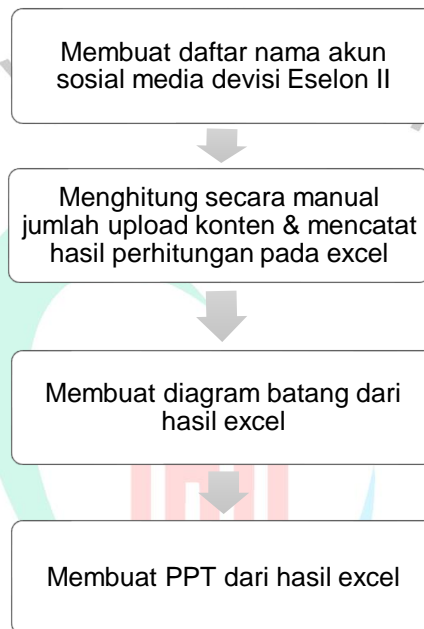 Membuat daftar nama akun
sosial media devisi Eselon II
Menghitung secara manual
jumlah upload konten & mencatat
hasil perhitungan pada excel
Membuat diagram batang dari
hasil excel
Membuat PPT dari hasil excel